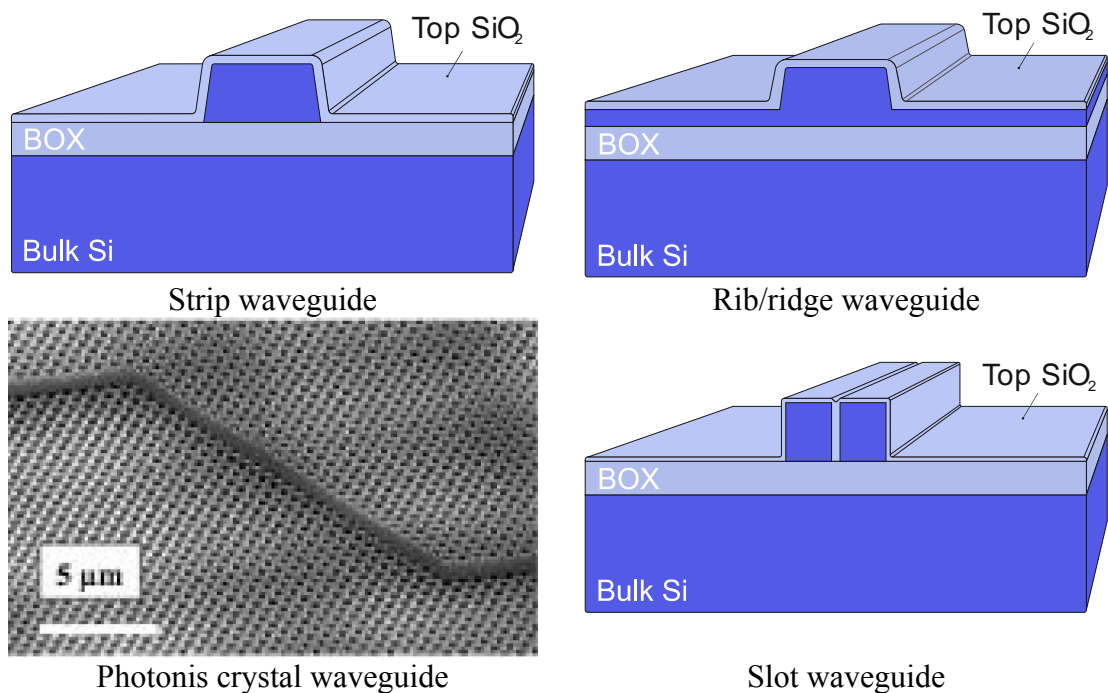 Top SiO₂
BOX
Bulk Si
Strip waveguide
Top SiO₂
BOX
Bulk Si
Rib/ridge waveguide
5 μm
Photonis crystal waveguide
Top SiO₂
BOX
Bulk Si
Slot waveguide